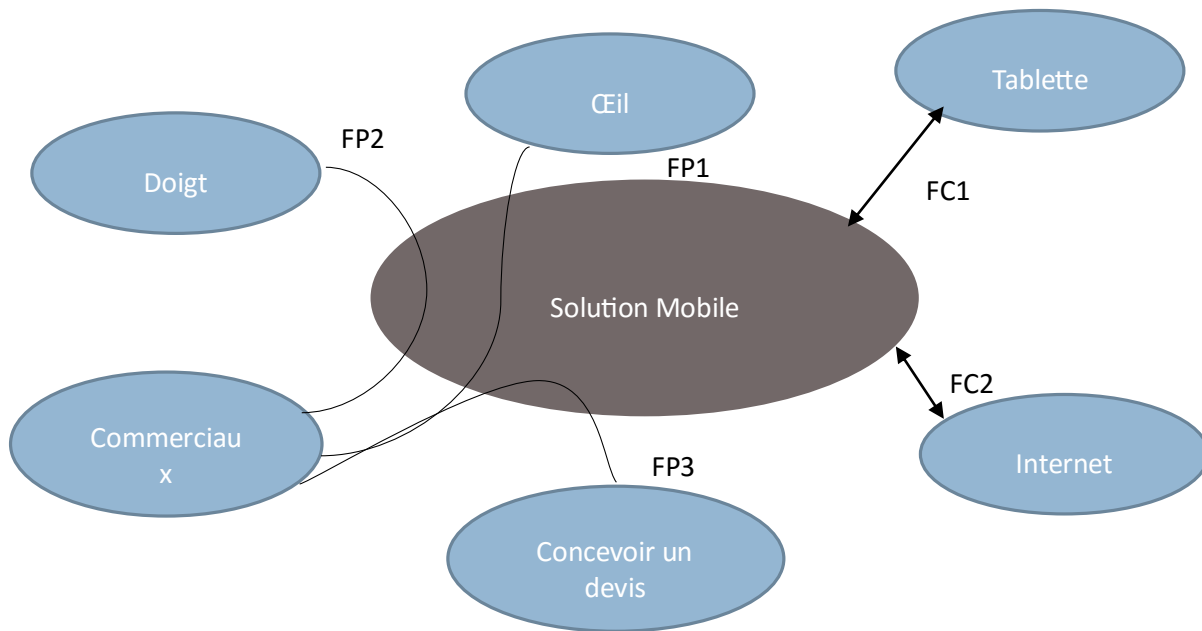 Tablette
Œil
FP2
FP1
Doigt
FC1
Solution Mobile
FC2
Commerciau
x
FP3
Internet
Concevoir un
devis